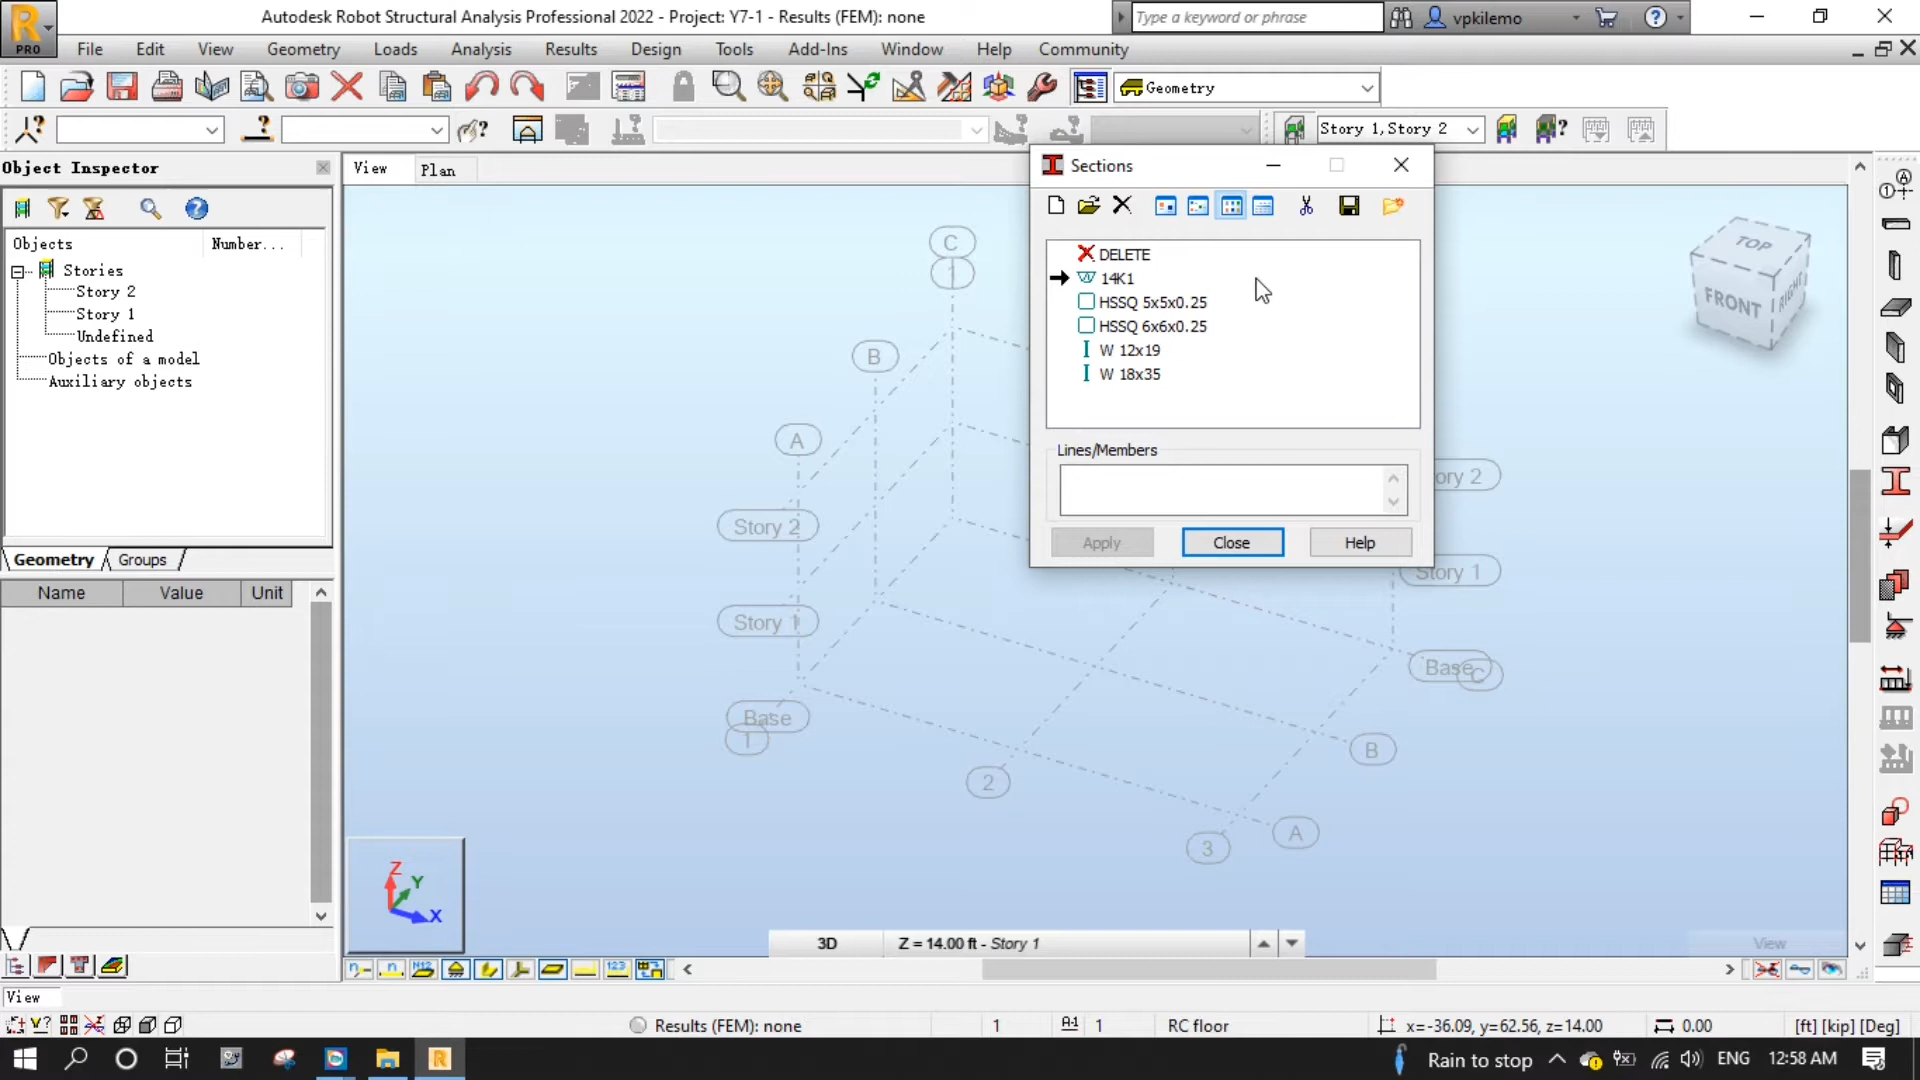 Autodesk Robot Structural Analysis Professional 2022 - Project: Y7-1 - Results (FEM): none
Type a keyword or phrase
vpkilemo
PRO
File Edit View Geometry Loads Analysis Results Design Tools Add-Ins Window Help Community
Geometry
Story 1,Story 2
Object Inspector
Objects Number...
Stories
Story 2
Story 1
Undefined
Objects of a model
Auxiliary objects
Geometry Groups
Name Value Unit
View Plan
Sections
DELETE
14K1
HSSQ 5x5x0.25
HSSQ 6x6x0.25
W 12x19
W 18x35
Lines/Members
Apply Close Help
TOP
FRONT
RIGHT
C
1
B
A
Story 2
Story 1
Base
1
2
3
A
B
ory 2
Story 1
Base
C
Z
Y
X
3D Z = 14.00 ft - Story 1
View
View
Results (FEM): none 1 1 RC floor x=-36.09, y=62.56, z=14.00 0.00 [ft] [kip] [Deg]
Rain to stop ENG 12:58 AM